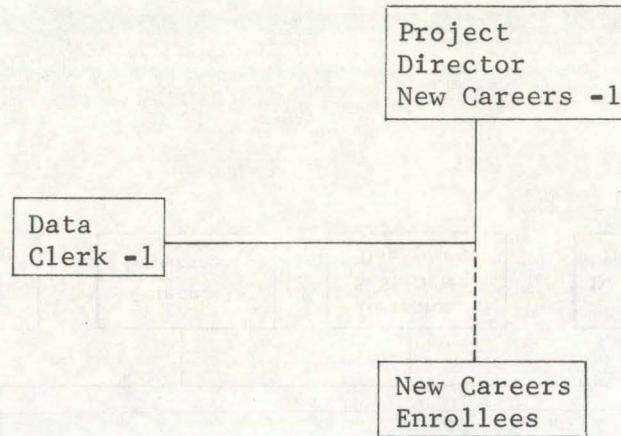 Project
Director
New Careers -1
Data
Clerk -1
New Careers
Enrollees